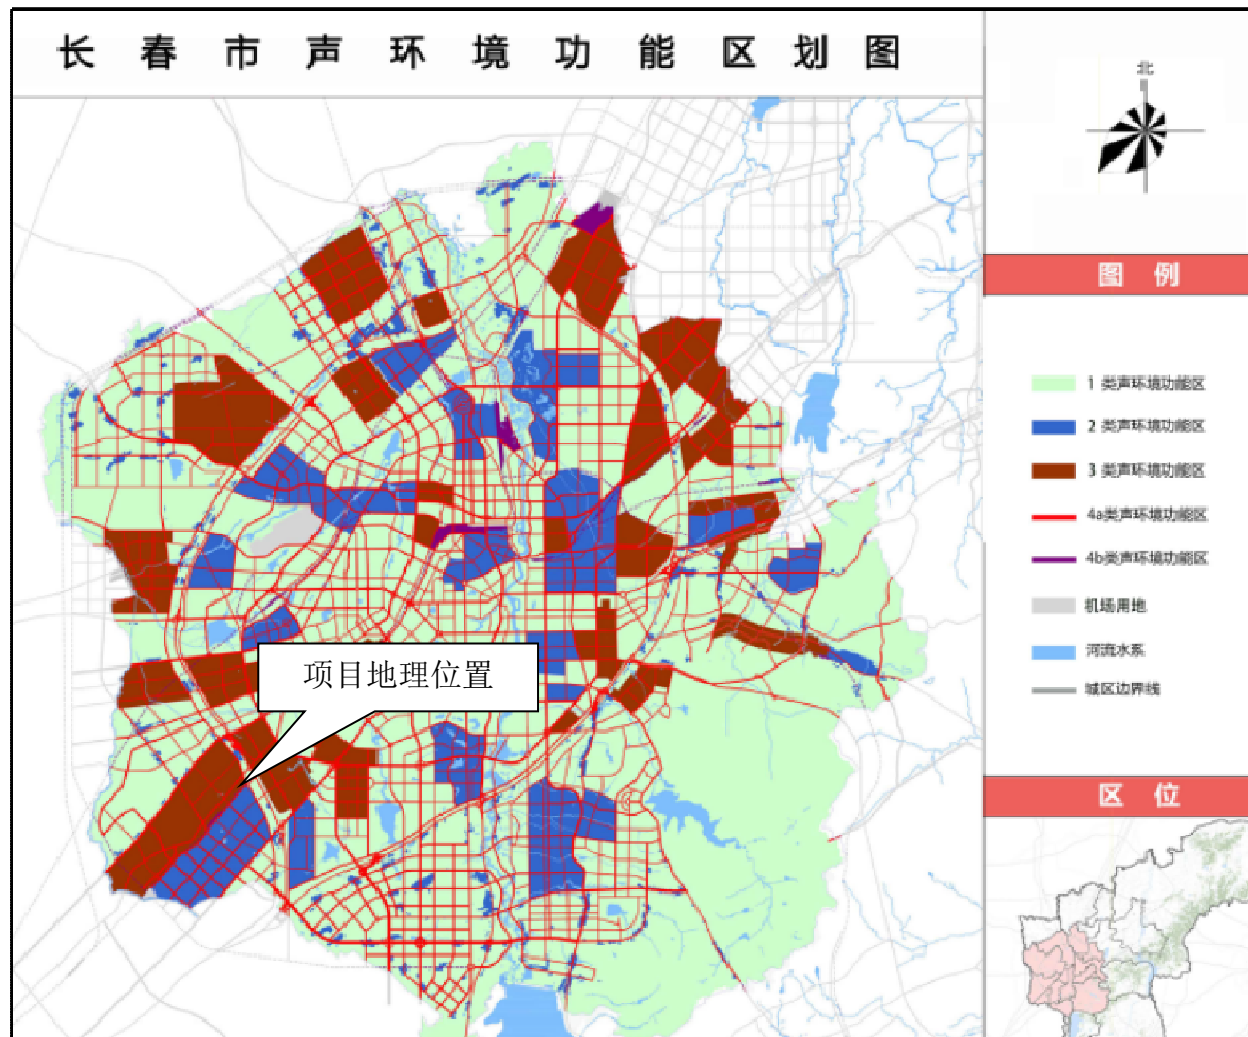 长春市声环境功能区划图
北
图例
1 类声环境功能区
2 类声环境功能区
3 类声环境功能区
4a类声环境功能区
4b类声环境功能区
机场用地
河流水系
城区边界线
项目地理位置
区位